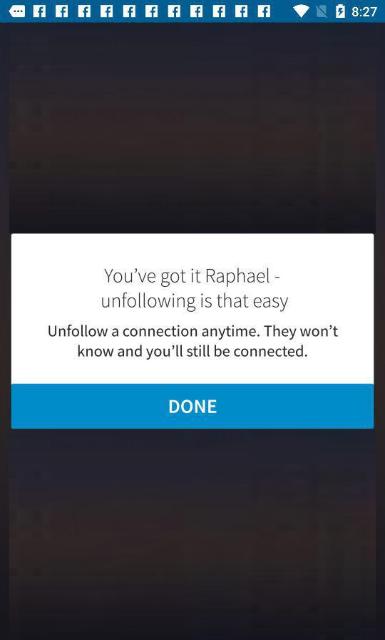 8:27
You've got it Raphael -
unfollowing is that easy
Unfollow a connection anytime. They won't
know and you'll still be connected.
DONE